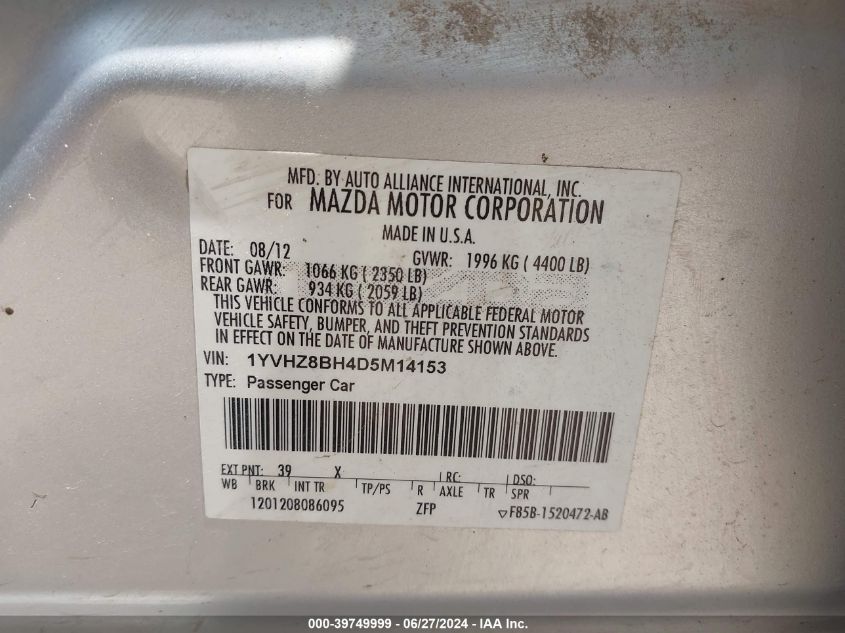 MFD. BY AUTO ALLIANCE INTERNATIONAL, INC.
FOR MAZDA MOTOR CORPORATION
MADE IN U.S.A.
DATE: 08/12 GVWR: 1996 KG ( 4400 LB)
FRONT GAWR: 1066 KG ( 2350 LB)
REAR GAWR: 934 KG ( 2059 LB)
THIS VEHICLE CONFORMS TO ALL APPLICABLE FEDERAL MOTOR
VEHICLE SAFETY, BUMPER, AND THEFT PREVENTION STANDARDS
IN EFFECT ON THE DATE OF MANUFACTURE SHOWN ABOVE.
VIN: 1YVHZ8BH4D5M14153
TYPE: Passenger Car
EXT PNT: 39 X RC: DSO:
WB BRK INT TR TP/PS R AXLE TR SPR
1201208086095 ZFP ▽F85B-1520472-AB
000-39749999 - 06/27/2024 - IAA Inc.